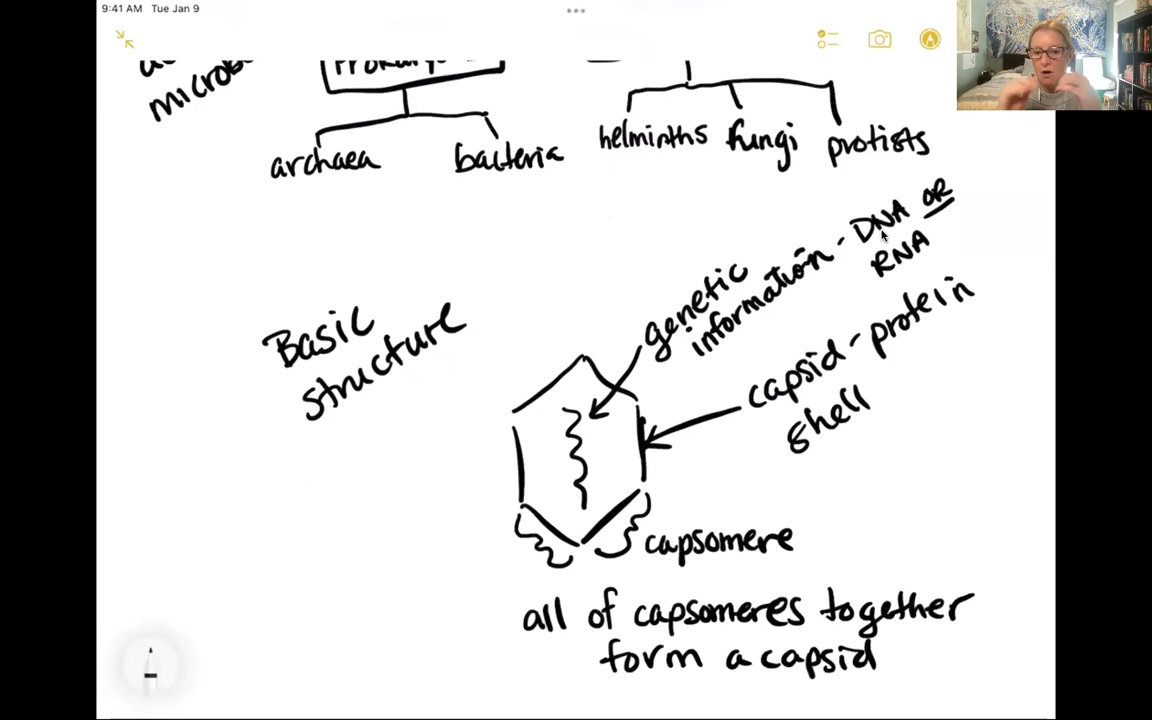 9:41 AM Tue Jan 9
archaea
bacteria
helminths
fungi
protists
Basic
structure
genetic
information - DNA OR
RNA
capsid - protein
shell
capsomere
all of capsomeres together
form a capsid